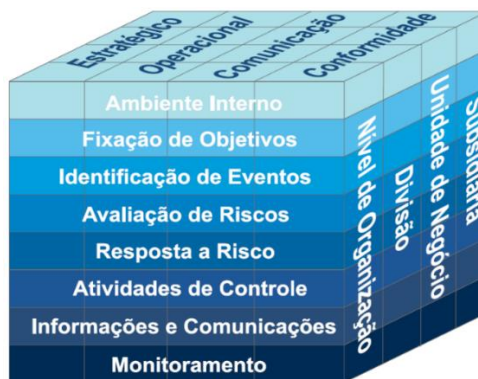 Estratégico
Operacional
Comunicação
Conformidade
Ambiente Interno
Fixação de Objetivos
Identificação de Eventos
Avaliação de Riscos
Resposta a Risco
Atividades de Controle
Informações e Comunicações
Monitoramento
Nível de Organização
Divisão
Unidade de Negócio
Subsidiária